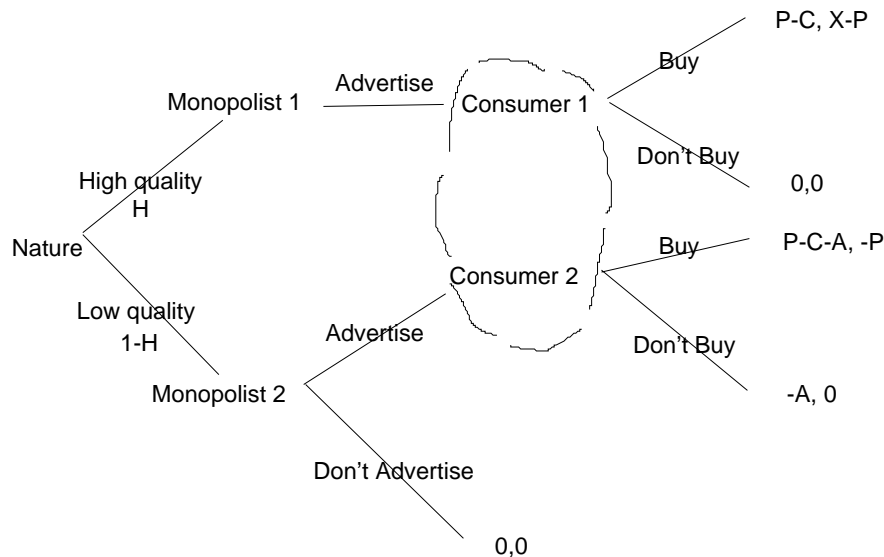 P-C, X-P
Buy
Advertise
Monopolist 1
Consumer 1
Don't Buy
High quality
H
0,0
Nature
Buy
P-C-A, -P
Consumer 2
Low quality
1-H
Advertise
Don't Buy
Monopolist 2
-A, 0
Don't Advertise
0,0